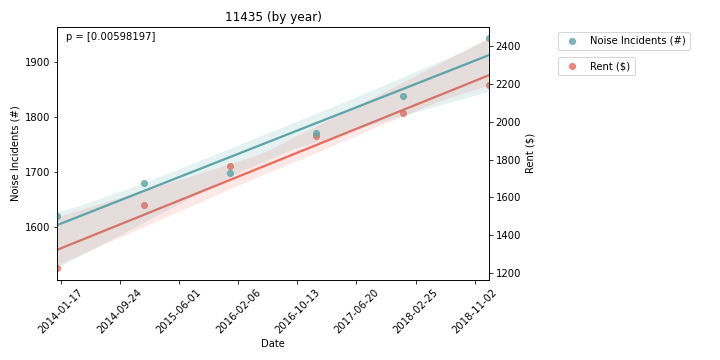 11435 (by year)
p = [0.00598197]
Noise Incidents (#)
Rent ($)
1900
1800
1700
1600
Noise Incidents (#)
2400
2200
2000
1800
1600
1400
1200
Rent ($)
2014-01-17
2014-09-24
2015-06-01
2016-02-06
2016-10-13
2017-06-20
2018-02-25
2018-11-02
Date